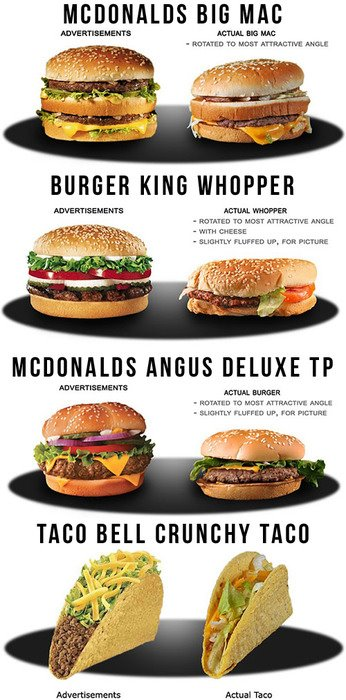 MCDONALDS BIG MAC
ADVERTISEMENTS
ACTUAL BIG MAC
- ROTATED TO MOST ATTRACTIVE ANGLE
BURGER KING WHOPPER
ADVERTISEMENTS
ACTUAL WHOPPER
- ROTATED TO MOST ATTRACTIVE ANGLE
- WITH CHEESE
- SLIGHTLY FLUFFED UP, FOR PICTURE
MCDONALDS ANGUS DELUXE TP
ADVERTISEMENTS
ACTUAL BURGER
- ROTATED TO MOST ATTRACTIVE ANGLE
- SLIGHTLY FLUFFED UP, FOR PICTURE
TACO BELL CRUNCHY TACO
Advertisements
Actual Taco